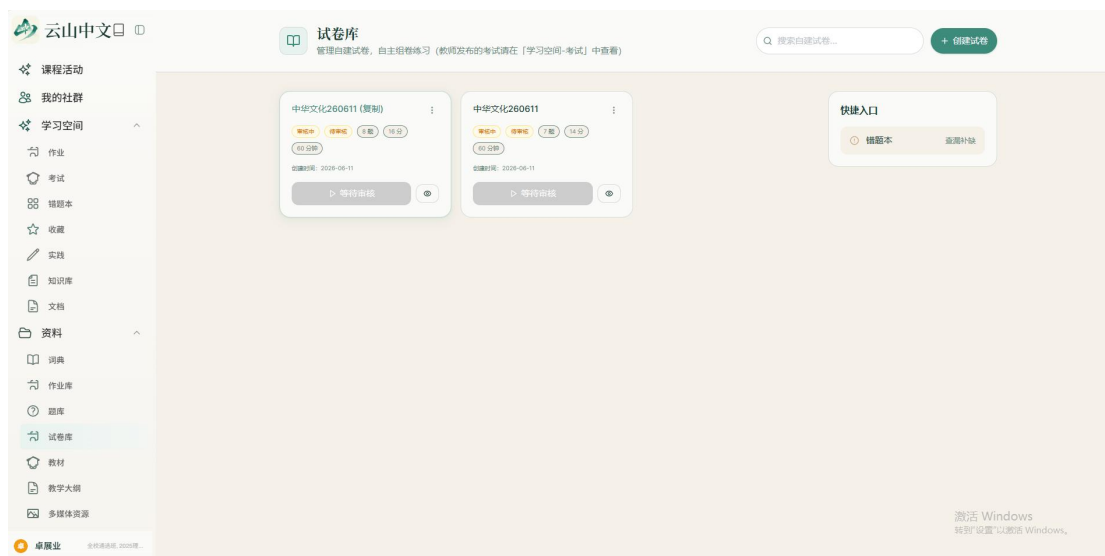 云山中文
课程活动
我的社群
学习空间
作业
考试
错题本
收藏
实践
知识库
文档
资料
词典
作业库
题库
试卷库
教材
教学大纲
多媒体资源
卓展业
试卷库
管理自建试卷，自主组卷练习（教师发布的考试请在「学习空间-考试」中查看）
搜索自建试卷...
+ 创建试卷
中华文化260611 (复制)
审核中 待审核 8 题 16 分
60 分钟
创建时间: 2026-06-11
等待审核
中华文化260611
审核中 待审核 7 题 14 分
60 分钟
创建时间: 2026-06-11
等待审核
快捷入口
错题本 查漏补缺
激活 Windows
转到"设置"以激活 Windows。